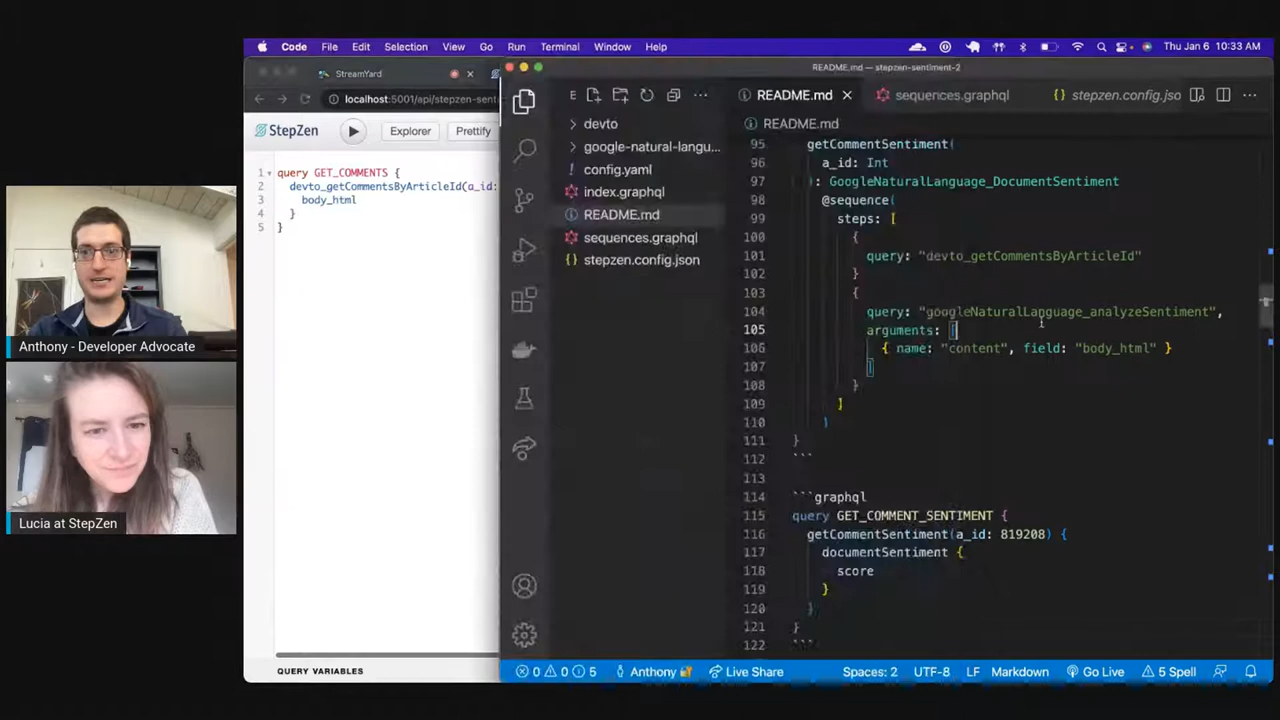 Code File Edit Selection View Go Run Terminal Window Help Thu Jan 6 10:33 AM
StreamYard
localhost:5001/api/stepzen-sent
StepZen Explorer Prettify
1 query GET_COMMENTS {
2 devto_getCommentsByArticleId(a_id:
3 body_html
4 }
5 }
QUERY VARIABLES
README.md — stepzen-sentiment-2
README.md sequences.graphql stepzen.config.jso
devto
google-natural-langu...
config.yaml
index.graphql
README.md
sequences.graphql
stepzen.config.json
README.md
95 getCommentSentiment(
96 a_id: Int
97 ): GoogleNaturalLanguage_DocumentSentiment
98 @sequence(
99 steps: [
100 {
101 query: "devto_getCommentsByArticleId"
102 }
103 {
104 query: "googleNaturalLanguage_analyzeSentiment",
105 arguments: [
106 { name: "content", field: "body_html" }
107 ]
108 }
109 ]
110 )
111 }
112 ```
113
114 ```graphql
115 query GET_COMMENT_SENTIMENT {
116 getCommentSentiment(a_id: 819208) {
117 documentSentiment {
118 score
119 }
120 }
121 }
122 ```
0 0 5 Anthony Live Share Spaces: 2 UTF-8 LF Markdown Go Live 5 Spell
Anthony - Developer Advocate
Lucia at StepZen